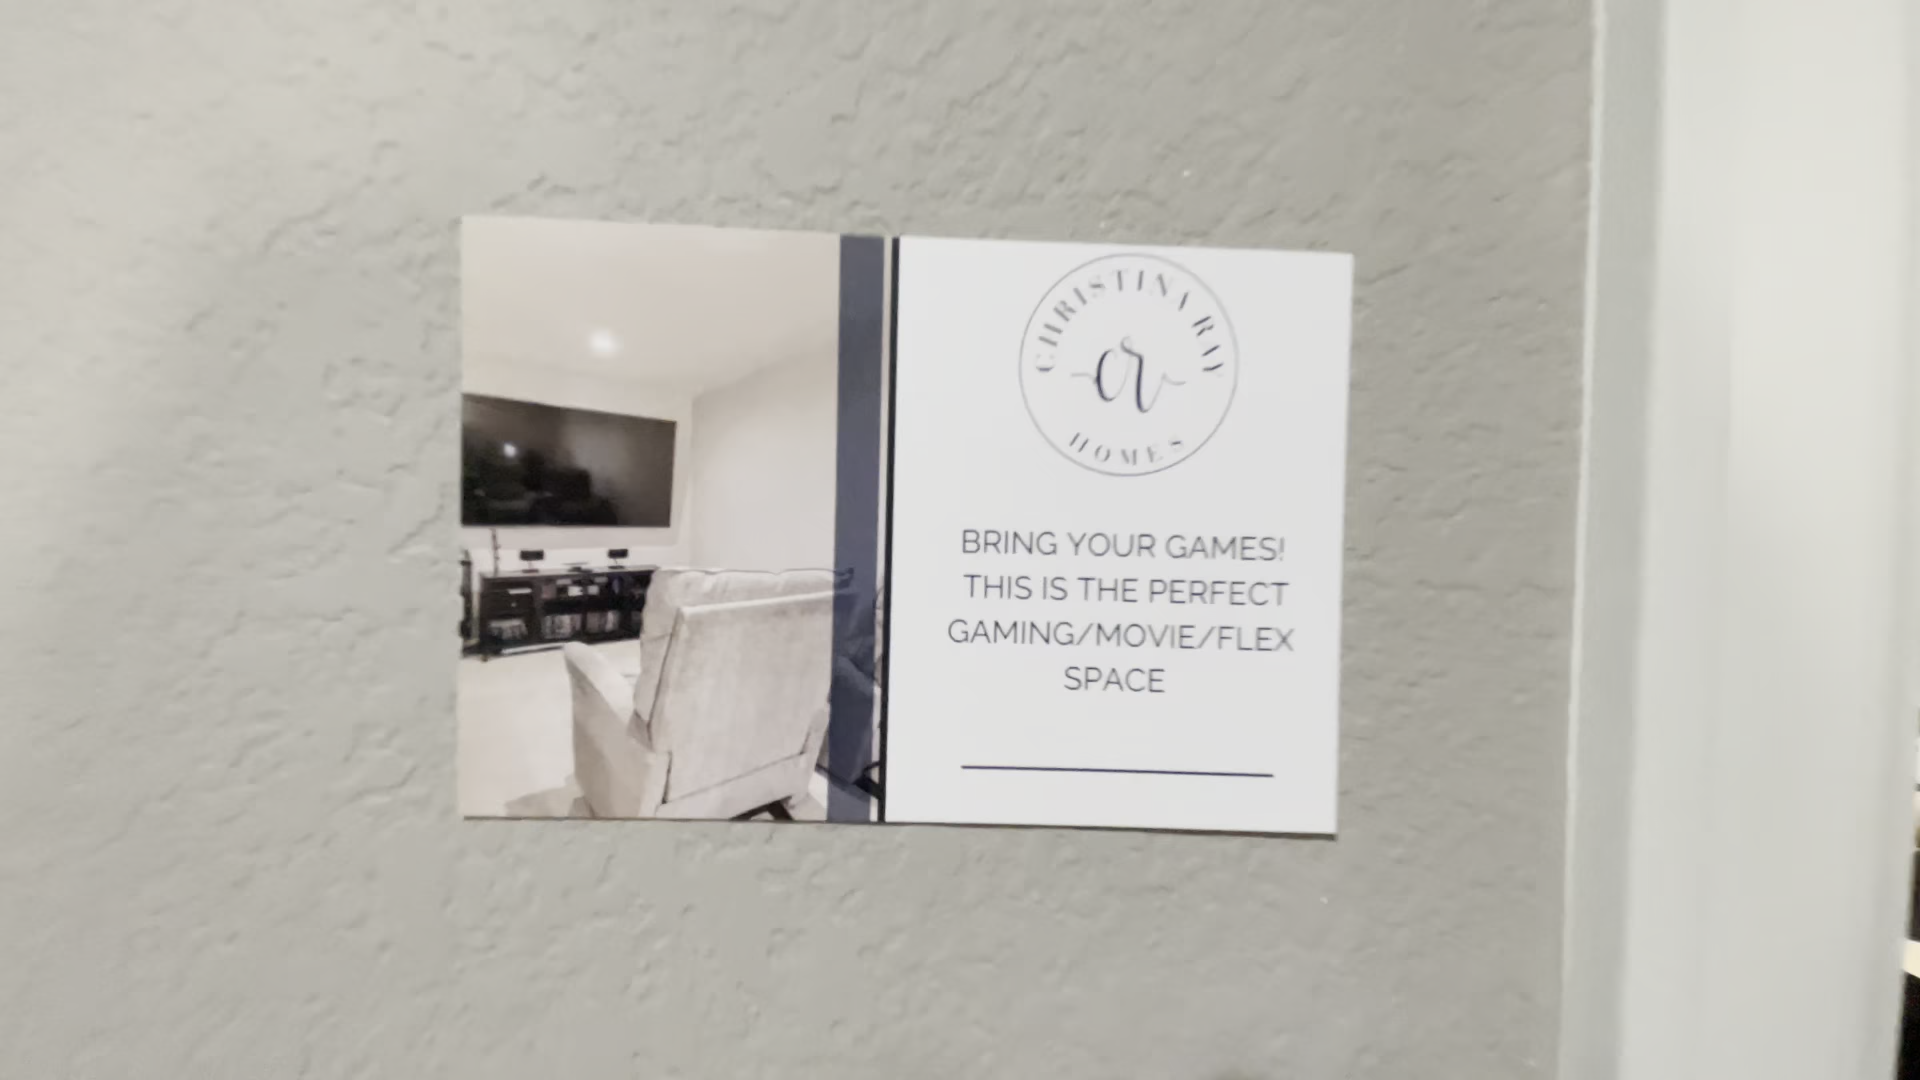 CHRISTINA RAY
cr
HOMES
BRING YOUR GAMES!
THIS IS THE PERFECT
GAMING/MOVIE/FLEX
SPACE